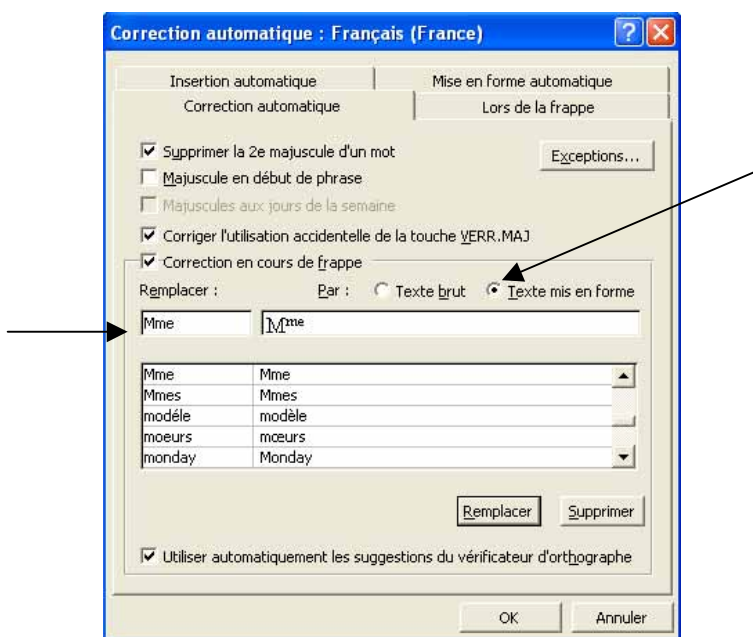 Correction automatique : Français (France)
Insertion automatique Mise en forme automatique
Correction automatique Lors de la frappe
Supprimer la 2e majuscule d'un mot
Exceptions...
Majuscule en début de phrase
Majuscules aux jours de la semaine
Corriger l'utilisation accidentelle de la touche VERR.MAJ
Correction en cours de frappe
Remplacer : Par : Texte brut Texte mis en forme
Mme Mme
Mme Mme
Mmes Mmes
modéle modèle
moeurs mœurs
monday Monday
Remplacer Supprimer
Utiliser automatiquement les suggestions du vérificateur d'orthographe
OK Annuler